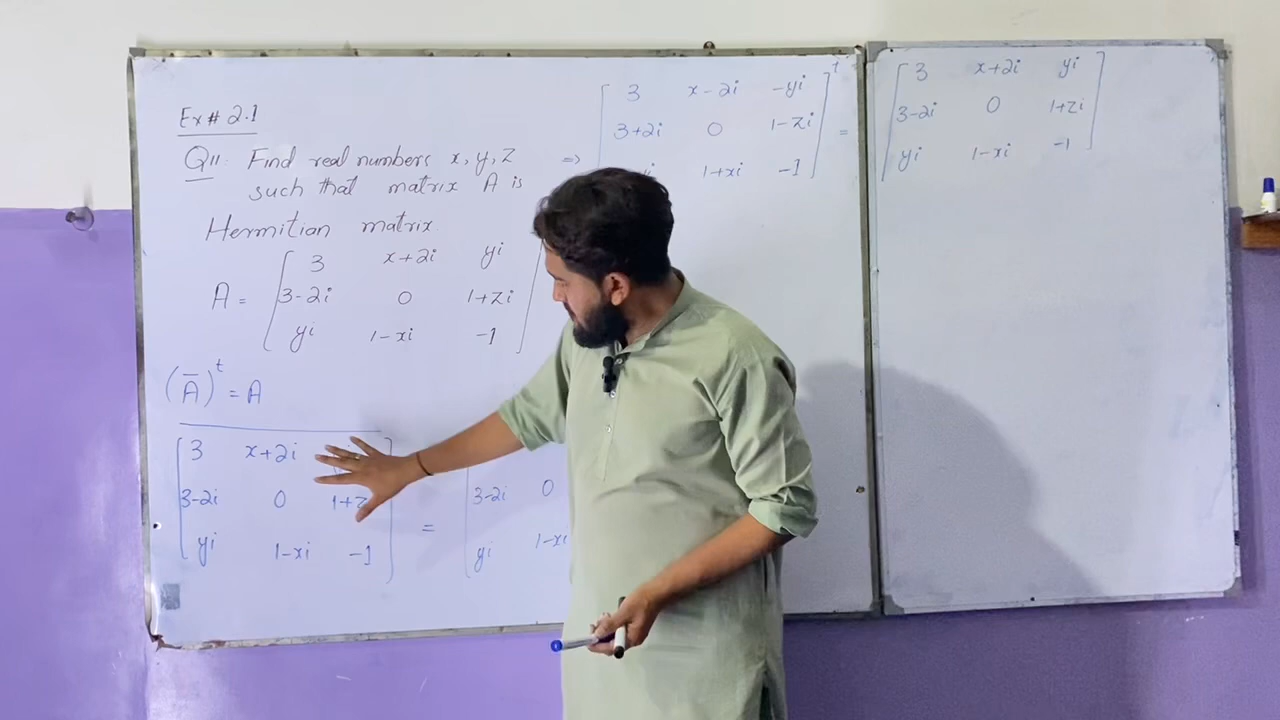 Ex# 2.1
Q11. Find real numbers x, y, z
such that matrix A is
Hermitian matrix
A = [ 3 x+2i yi
3-2i 0 1+zi
yi 1-xi -1 ]
(Ā)^t = A
[ 3 x+2i
3-2i 0 1+z
yi 1-xi -1 ]
= [
3-2i 0
yi 1-xi
⇒ [ 3 x-2i -yi
3+2i 0 1-zi
1+xi -1 ]^t
= [ 3 x+2i yi
3-2i 0 1+zi
yi 1-xi -1 ]